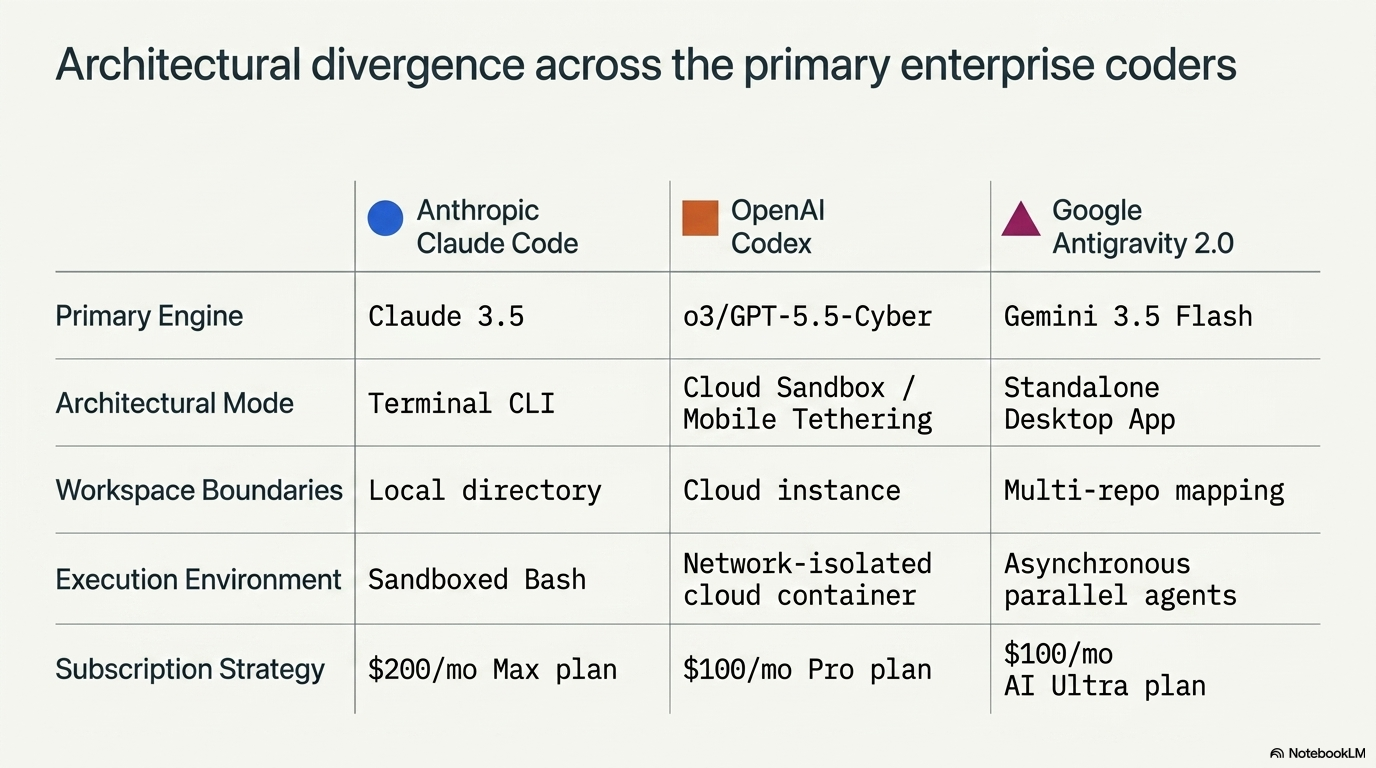 Architectural divergence across the primary enterprise coders
Anthropic
Claude Code
OpenAI
Codex
Google
Antigravity 2.0
Primary Engine
Claude 3.5
o3/GPT-5.5-Cyber
Gemini 3.5 Flash
Architectural Mode
Terminal CLI
Cloud Sandbox /
Mobile Tethering
Standalone
Desktop App
Workspace Boundaries
Local directory
Cloud instance
Multi-repo mapping
Execution Environment
Sandboxed Bash
Network-isolated
cloud container
Asynchronous
parallel agents
Subscription Strategy
$200/mo Max plan
$100/mo Pro plan
$100/mo
AI Ultra plan
NotebookLM